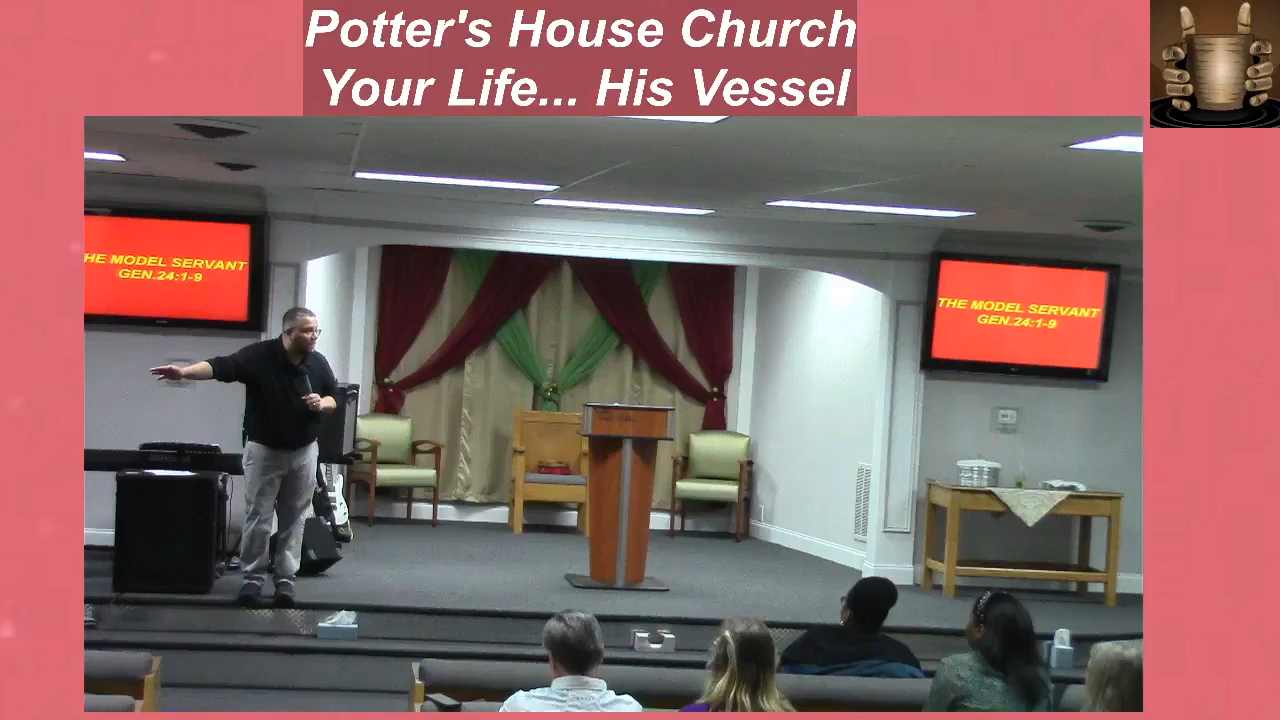 Potter's House Church
Your Life... His Vessel
HE MODEL SERVANT
GEN.24:1-9
THE MODEL SERVANT
GEN.24:1-9